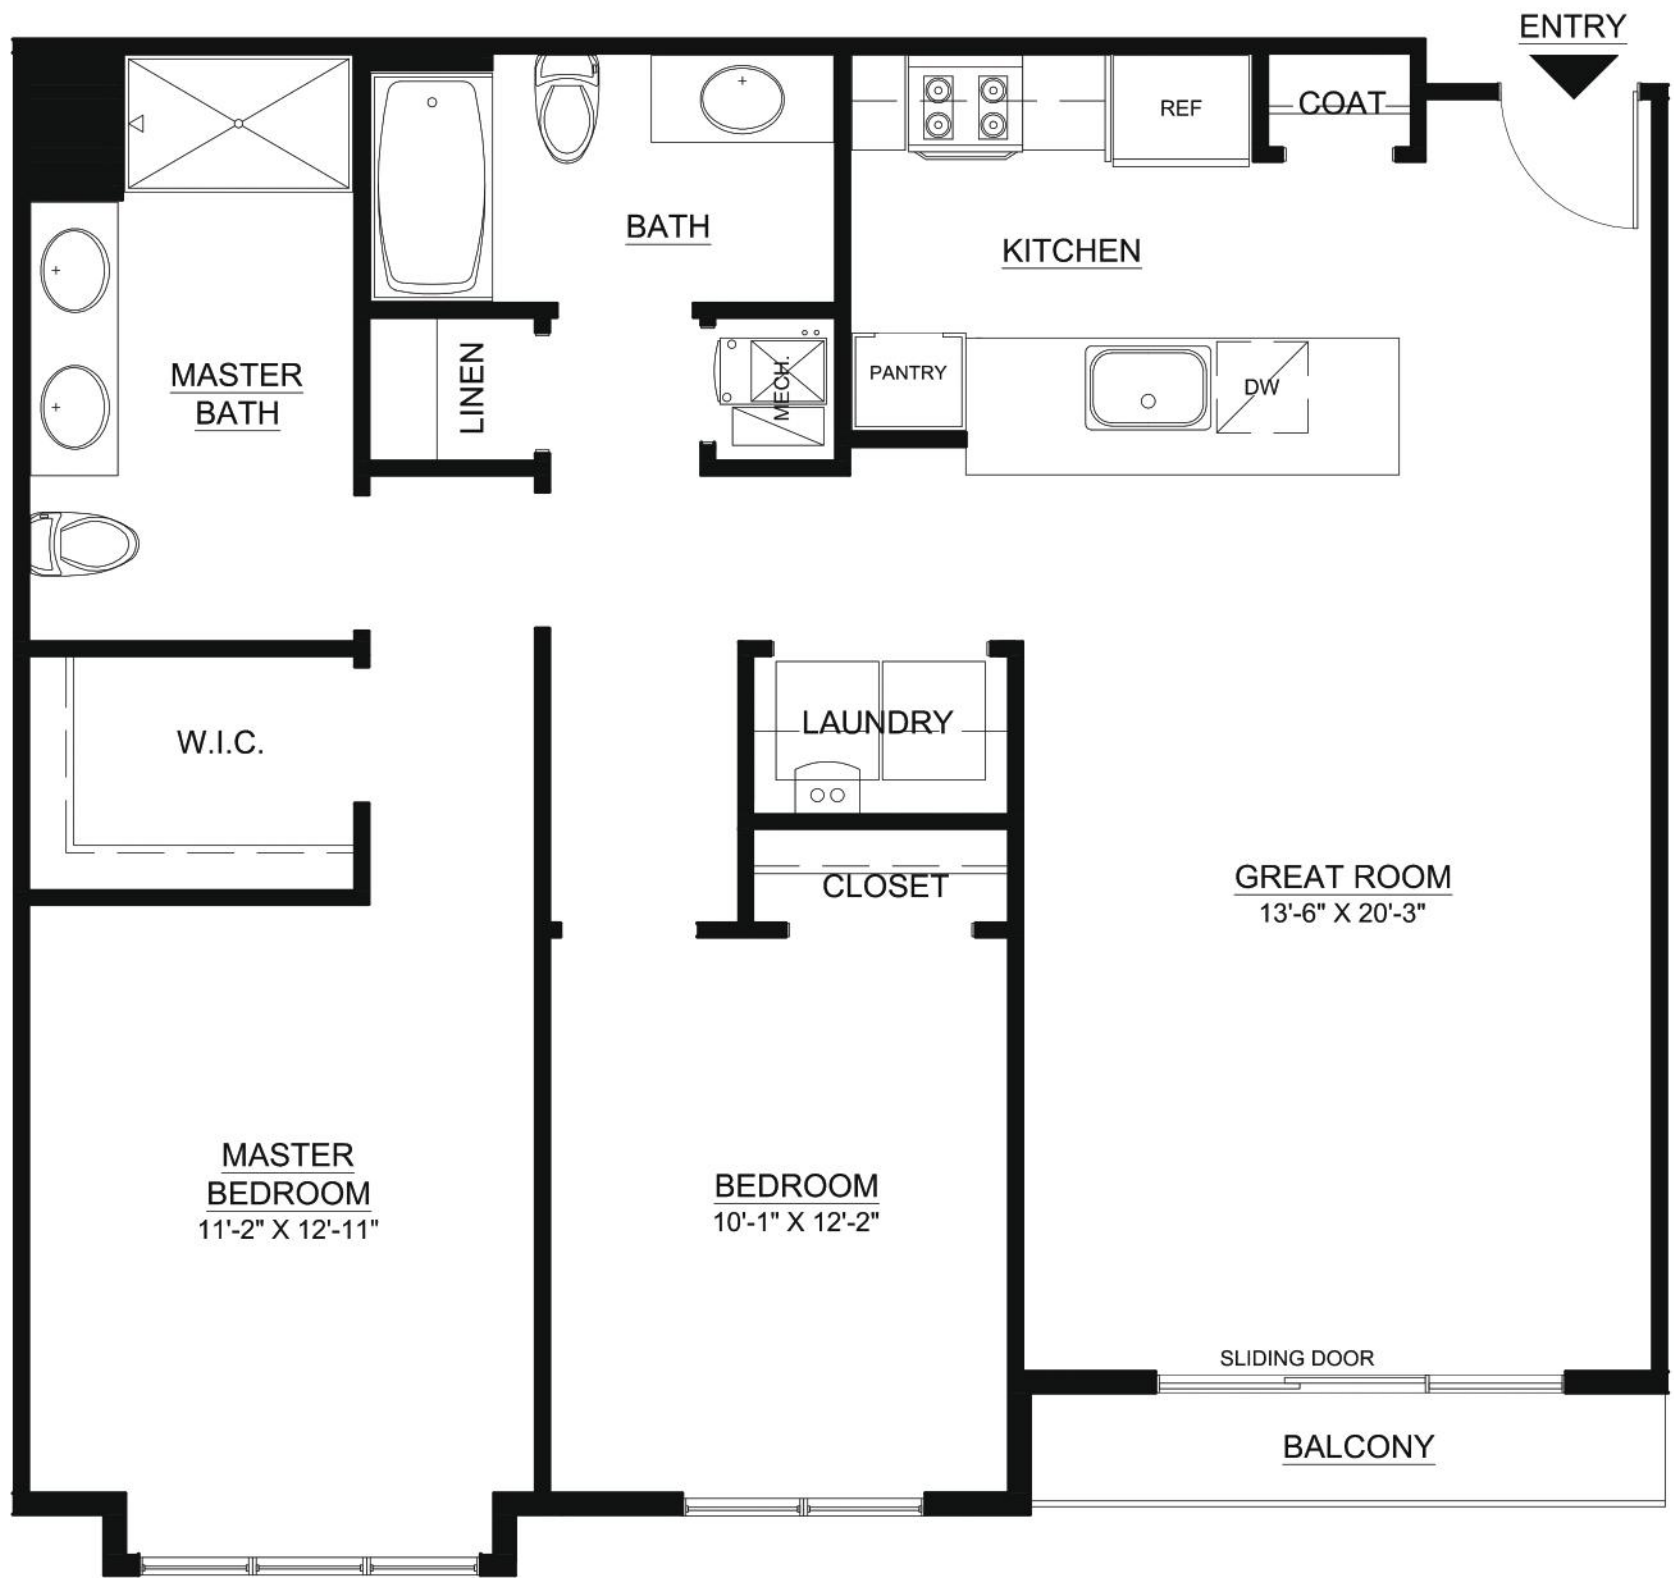 ENTRY
COAT
REF
BATH
KITCHEN
MASTER
BATH
LINEN
MECH.
PANTRY
DW
W.I.C.
LAUNDRY
CLOSET
GREAT ROOM
13'-6" X 20'-3"
MASTER
BEDROOM
11'-2" X 12'-11"
BEDROOM
10'-1" X 12'-2"
SLIDING DOOR
BALCONY